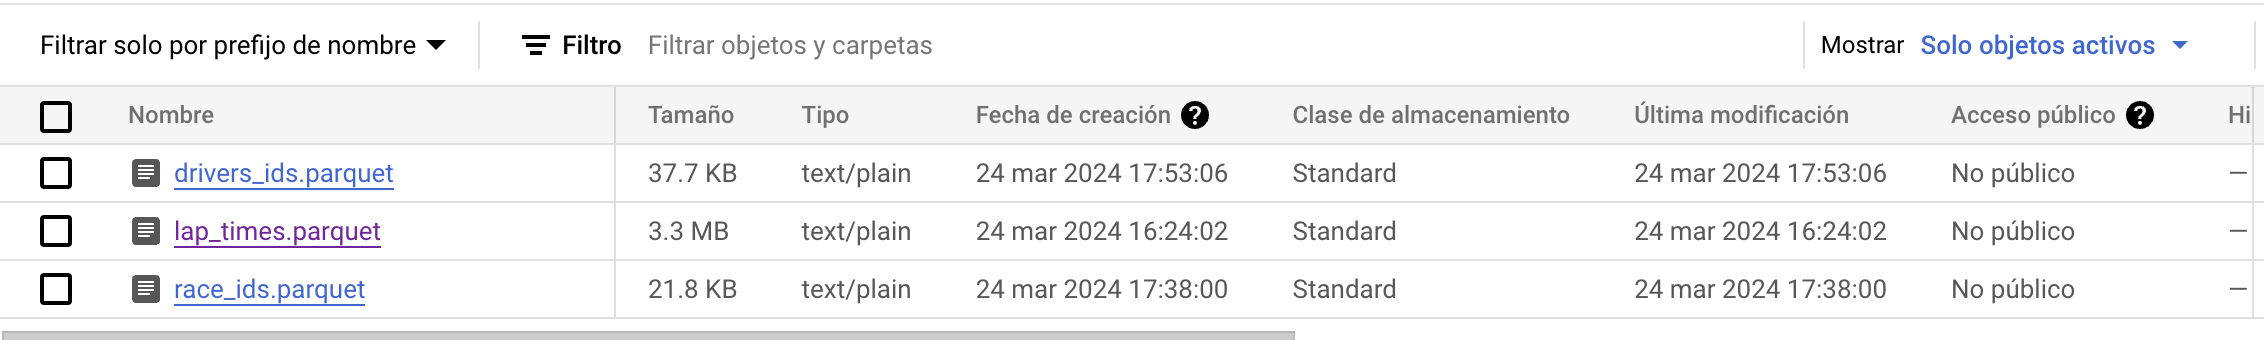 Filtrar solo por prefijo de nombre Filtro Filtrar objetos y carpetas Mostrar Solo objetos activos
Nombre Tamaño Tipo Fecha de creación Clase de almacenamiento Última modificación Acceso público Hi
drivers_ids.parquet 37.7 KB text/plain 24 mar 2024 17:53:06 Standard 24 mar 2024 17:53:06 No público —
lap_times.parquet 3.3 MB text/plain 24 mar 2024 16:24:02 Standard 24 mar 2024 16:24:02 No público —
race_ids.parquet 21.8 KB text/plain 24 mar 2024 17:38:00 Standard 24 mar 2024 17:38:00 No público —